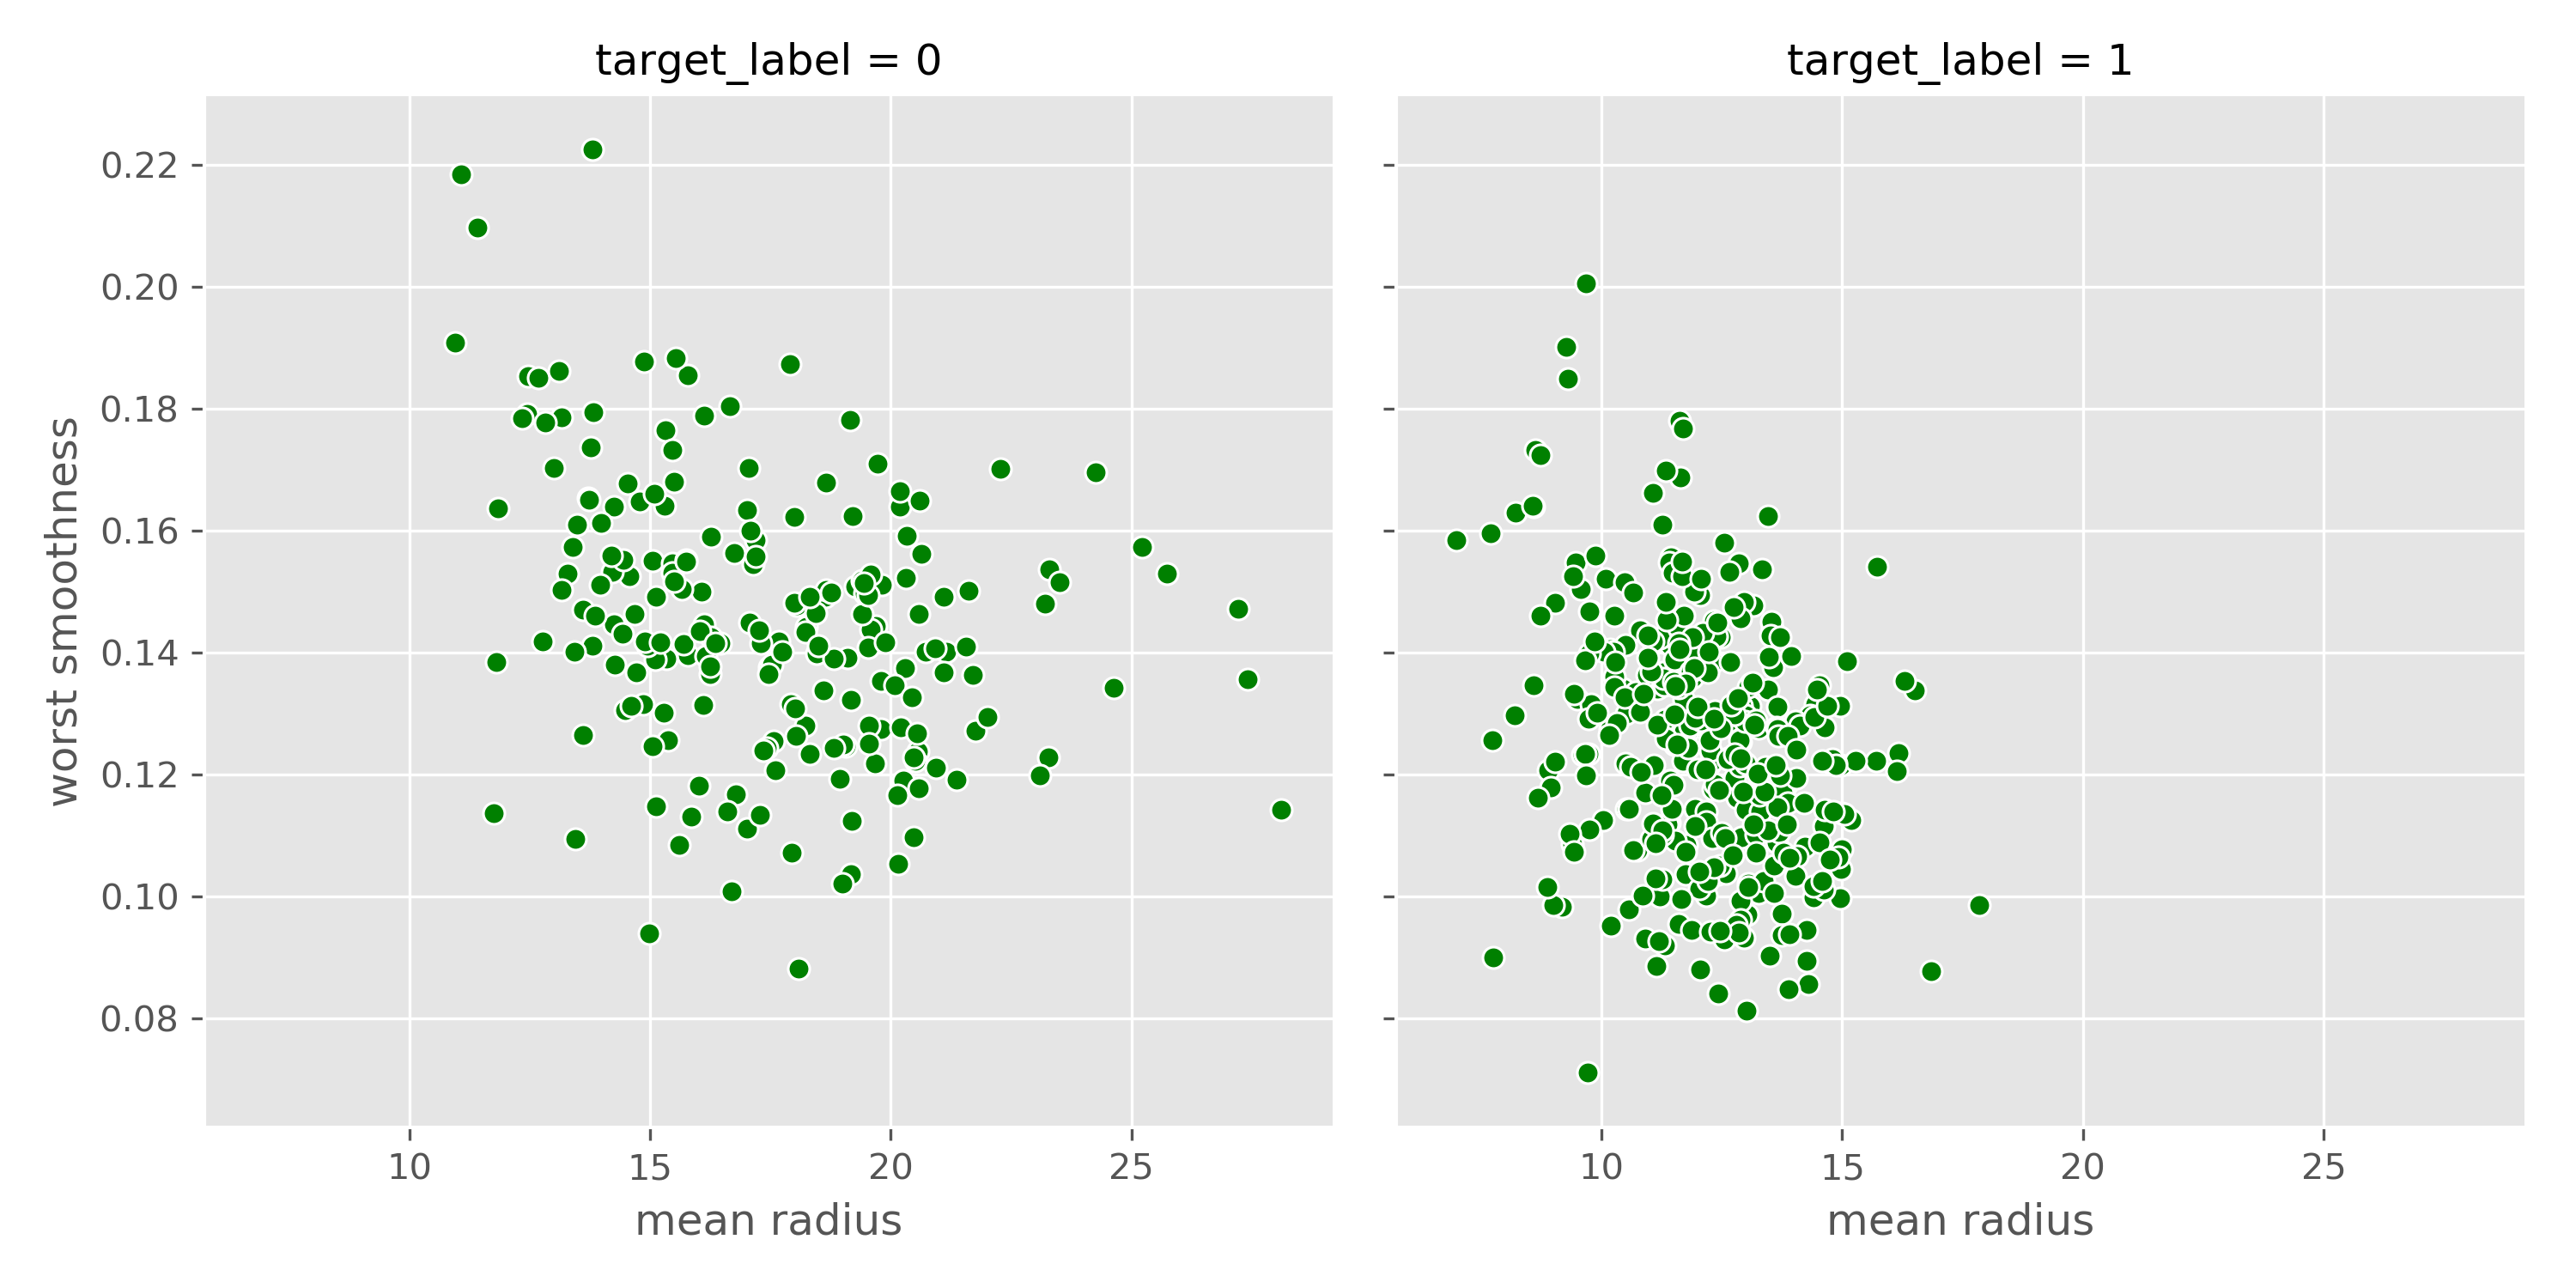 target_label = 0
target_label = 1
0.22
0.20
0.18
0.16
0.14
0.12
0.10
0.08
worst smoothness
10 15 20 25
10 15 20 25
mean radius
mean radius